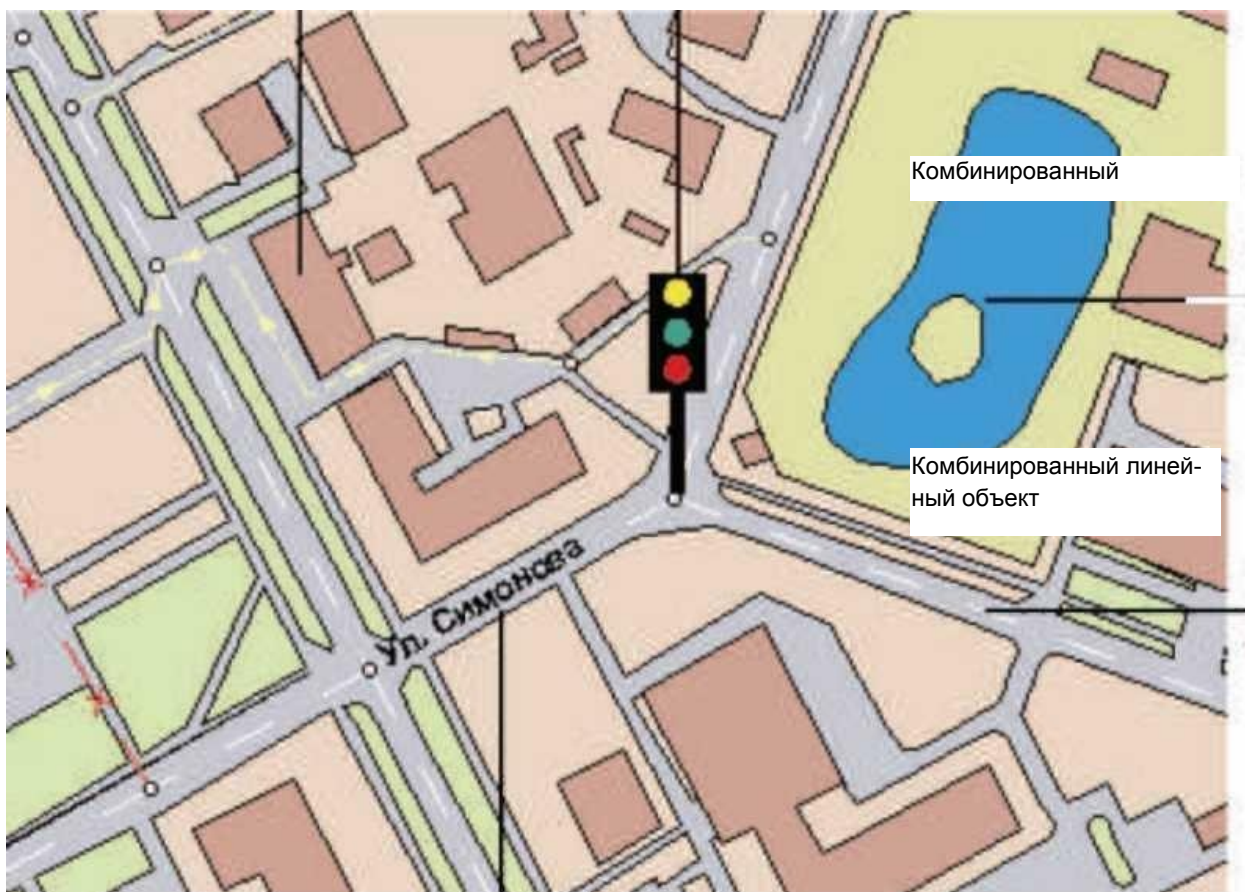 Комбинированный
Комбинированный линей-
ный объект
Ул. Симонова